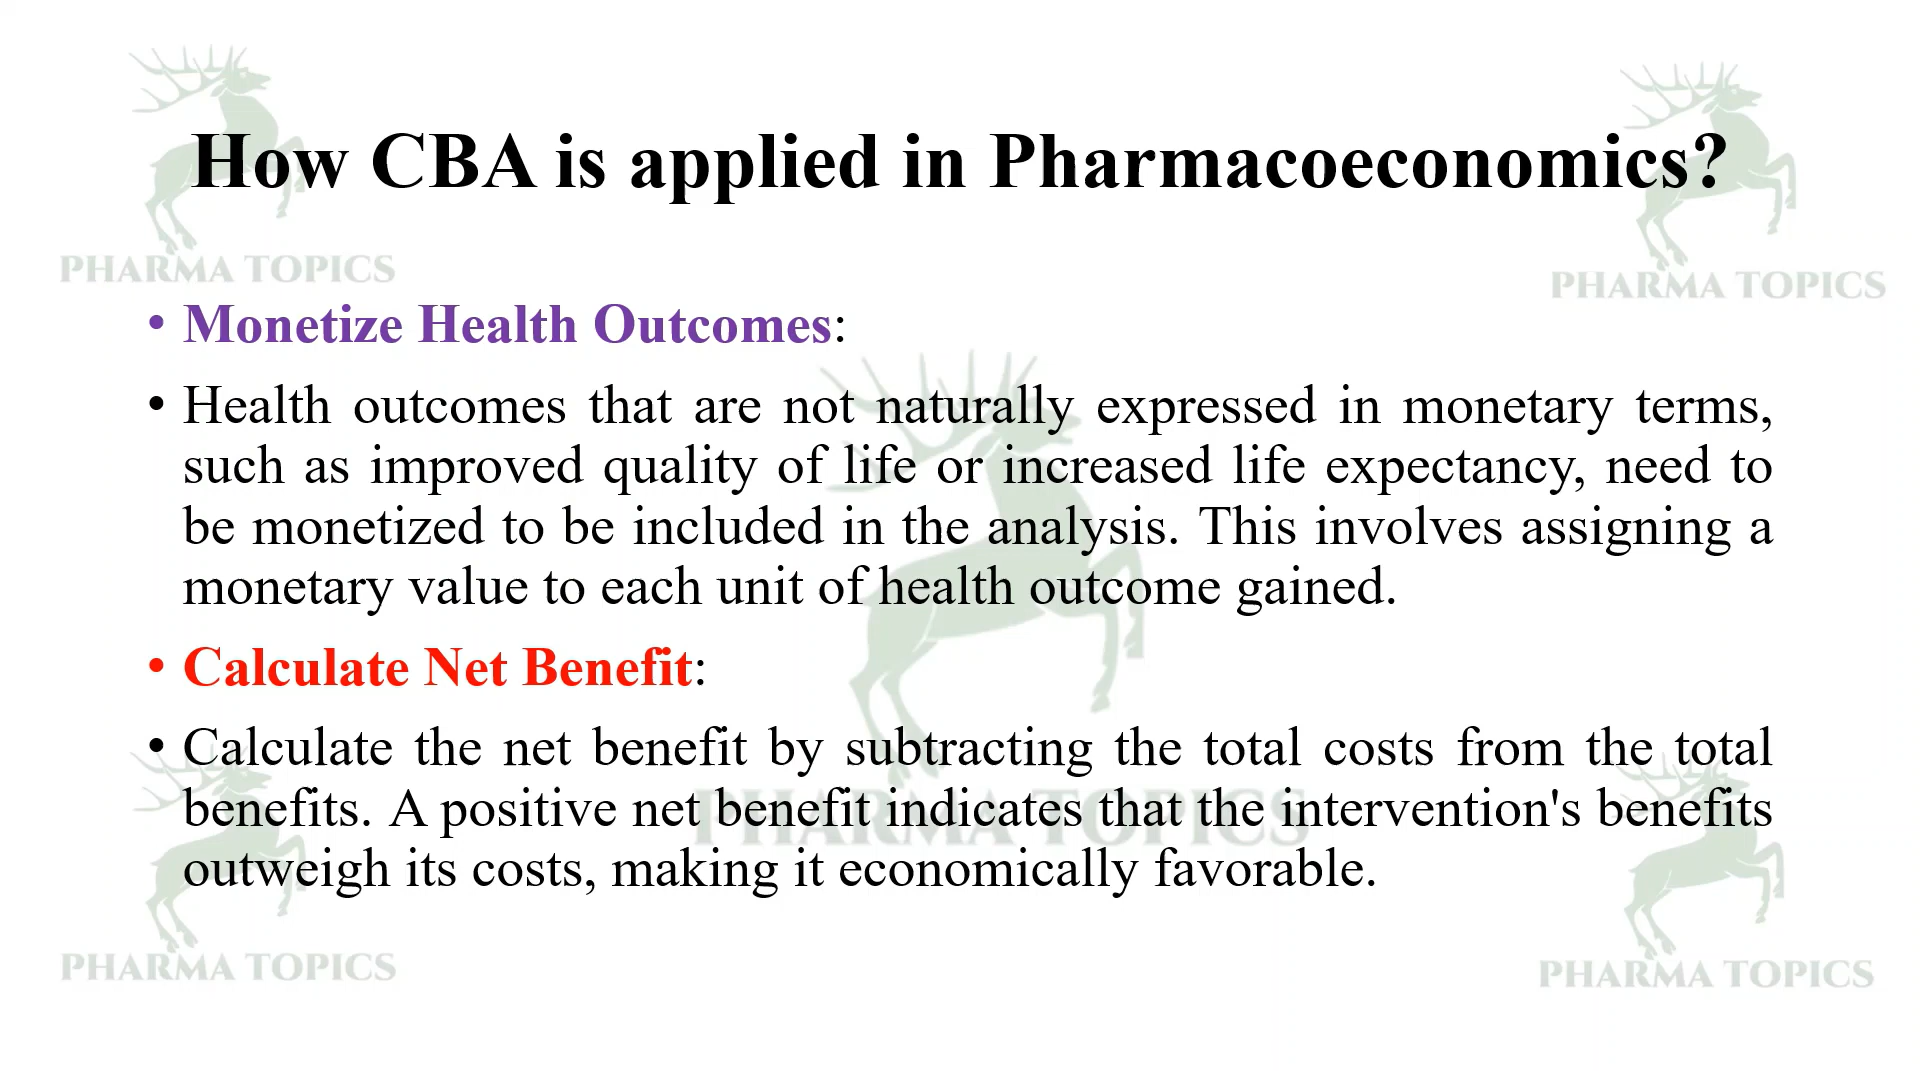 How CBA is applied in Pharmacoeconomics?
PHARMA TOPICS
PHARMA TOPICS
• Monetize Health Outcomes:
• Health outcomes that are not naturally expressed in monetary terms,
such as improved quality of life or increased life expectancy, need to
be monetized to be included in the analysis. This involves assigning a
monetary value to each unit of health outcome gained.
• Calculate Net Benefit:
• Calculate the net benefit by subtracting the total costs from the total
benefits. A positive net benefit indicates that the intervention's benefits
PHARMA TOPICS
outweigh its costs, making it economically favorable.
PHARMA TOPICS
PHARMA TOPICS